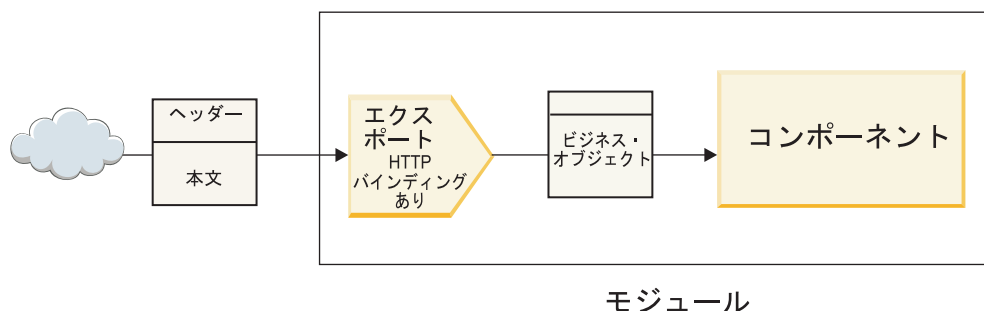 ヘッダー
本文
エクス
ポート
HTTP
バインディング
あり
ビジネス・
オブジェクト
コンポーネント
モジュール